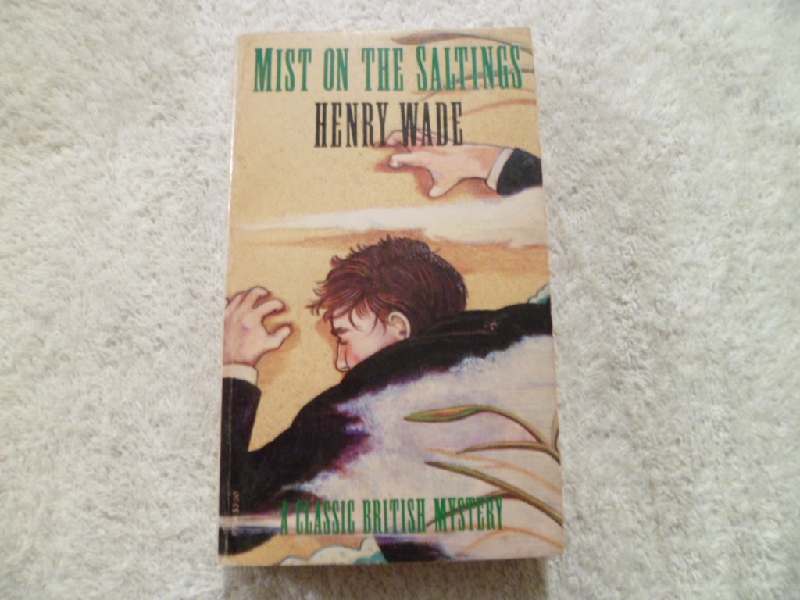 MIST ON THE SALTINGS
HENRY WADE
A CLASSIC BRITISH MYSTERY